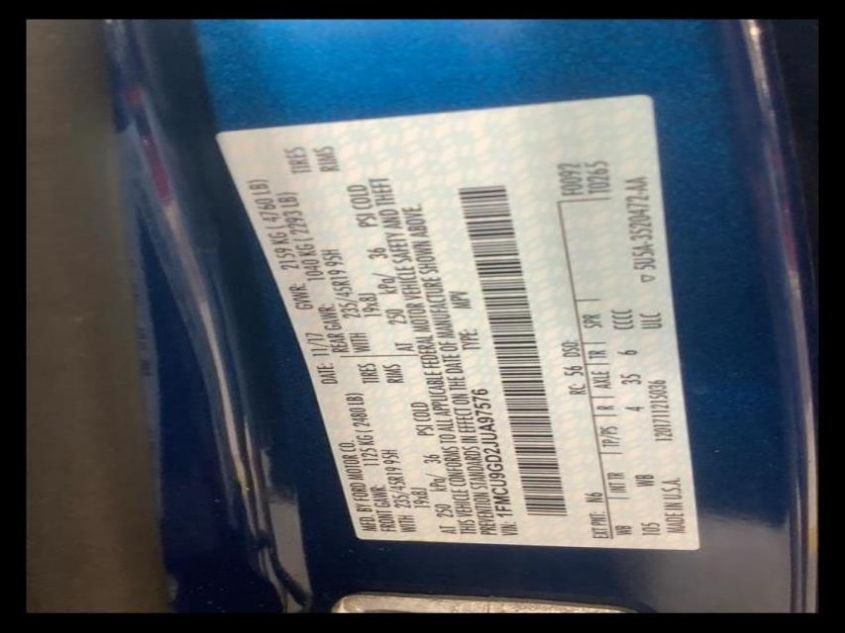 MFD. BY FORD MOTOR CO.
DATE: 11/17 GVWR: 2159 KG ( 4760 LB)
FRONT GAWR: 1125 KG ( 2480 LB) REAR GAWR: 1040 KG ( 2293 LB)
WITH 235/45R19 95H TIRES WITH 235/45R19 95H TIRES
19x8J RIMS 19x8J RIMS
AT 250 kPa/ 36 PSI COLD AT 250 kPa/ 36 PSI COLD
THIS VEHICLE CONFORMS TO ALL APPLICABLE FEDERAL MOTOR VEHICLE SAFETY AND THEFT
PREVENTION STANDARDS IN EFFECT ON THE DATE OF MANUFACTURE SHOWN ABOVE.
VIN: 1FMCU9GD2JUA97576 TYPE: MPV
F0092
EXT PNT: N6 RC: 56 DSO: T0265
WB INT TR TP/PS R AXLE TR SPR
105 WB 4 35 6 CCCC
ULC
MADE IN U.S.A. 1201711215036 ▽ 5U5A-3520472-AA